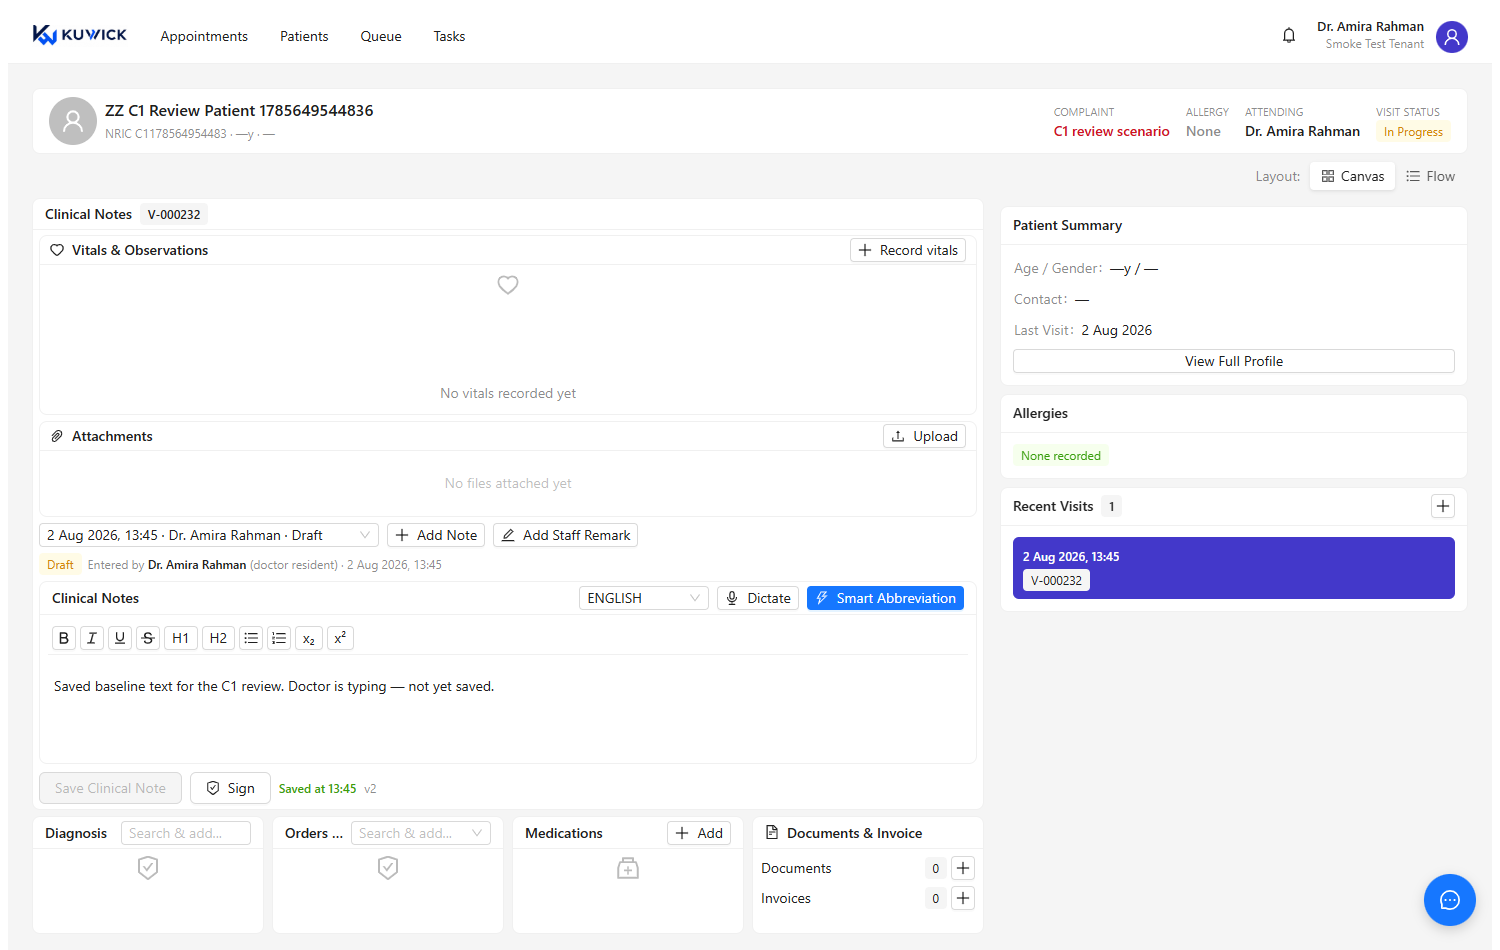 KUWICK
Appointments
Patients
Queue
Tasks
Dr. Amira Rahman
Smoke Test Tenant
ZZ C1 Review Patient 1785649544836
NRIC C1178564954483 · —y · —
COMPLAINT
C1 review scenario
ALLERGY
None
ATTENDING
Dr. Amira Rahman
VISIT STATUS
In Progress
Layout:
Canvas
Flow
Clinical Notes
V-000232
Vitals & Observations
Record vitals
No vitals recorded yet
Attachments
Upload
No files attached yet
2 Aug 2026, 13:45 · Dr. Amira Rahman · Draft
Add Note
Add Staff Remark
Draft
Entered by Dr. Amira Rahman (doctor resident) · 2 Aug 2026, 13:45
Clinical Notes
ENGLISH
Dictate
Smart Abbreviation
B
I
U
S
H1
H2
x₂
x²
Saved baseline text for the C1 review. Doctor is typing — not yet saved.
Save Clinical Note
Sign
Saved at 13:45
v2
Diagnosis
Search & add...
Orders ...
Search & add...
Medications
Add
Documents & Invoice
Documents
0
Invoices
0
Patient Summary
Age / Gender: —y / —
Contact: —
Last Visit: 2 Aug 2026
View Full Profile
Allergies
None recorded
Recent Visits
1
2 Aug 2026, 13:45
V-000232